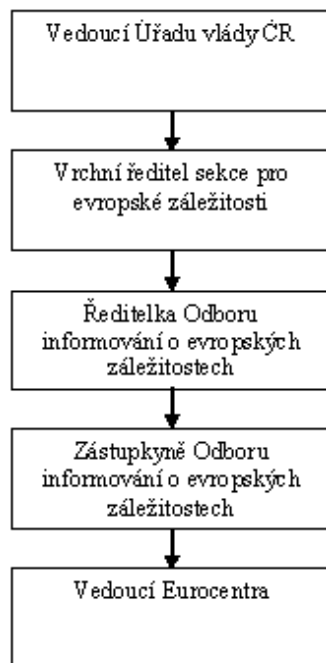 Vedoucí Úřadu vlády ČR
Vrchní ředitel sekce pro
evropské záležitosti
Ředitelka Odboru
informování o evropských
záležitostech
Zástupkyně Odboru
informování o evropských
záležitostech
Vedoucí Eurocentra